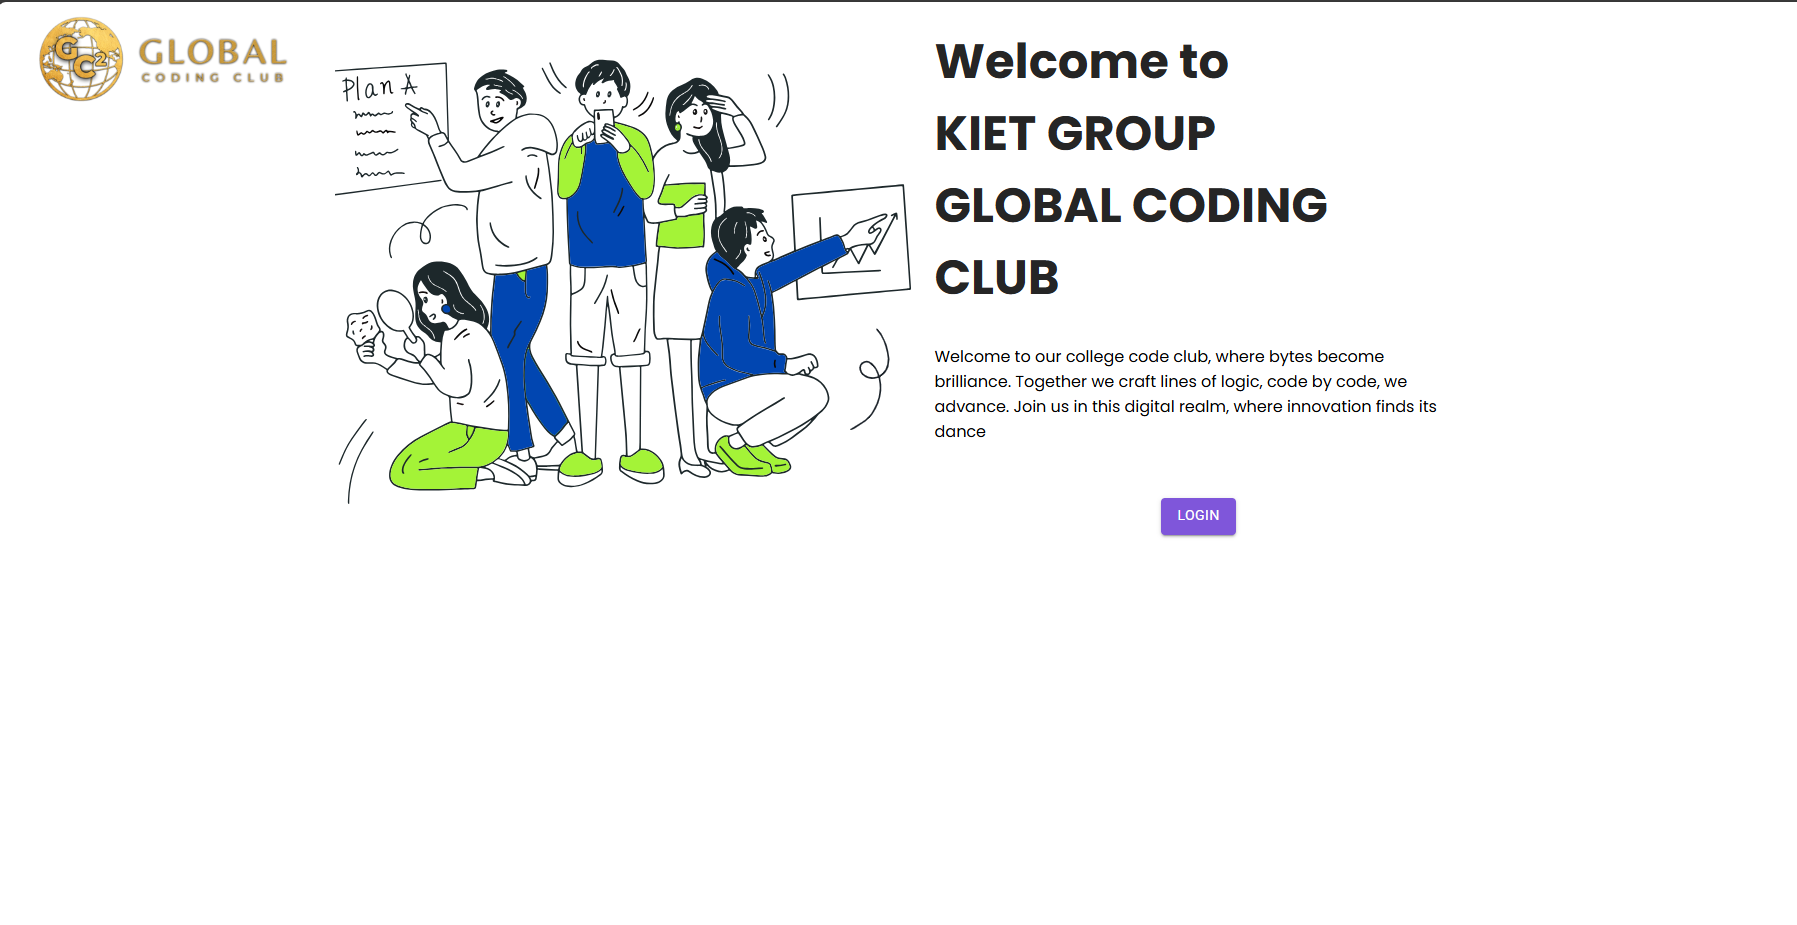 GC2
GLOBAL
CODING CLUB
Plan A
Welcome to
KIET GROUP
GLOBAL CODING
CLUB
Welcome to our college code club, where bytes become
brilliance. Together we craft lines of logic, code by code, we
advance. Join us in this digital realm, where innovation finds its
dance
LOGIN